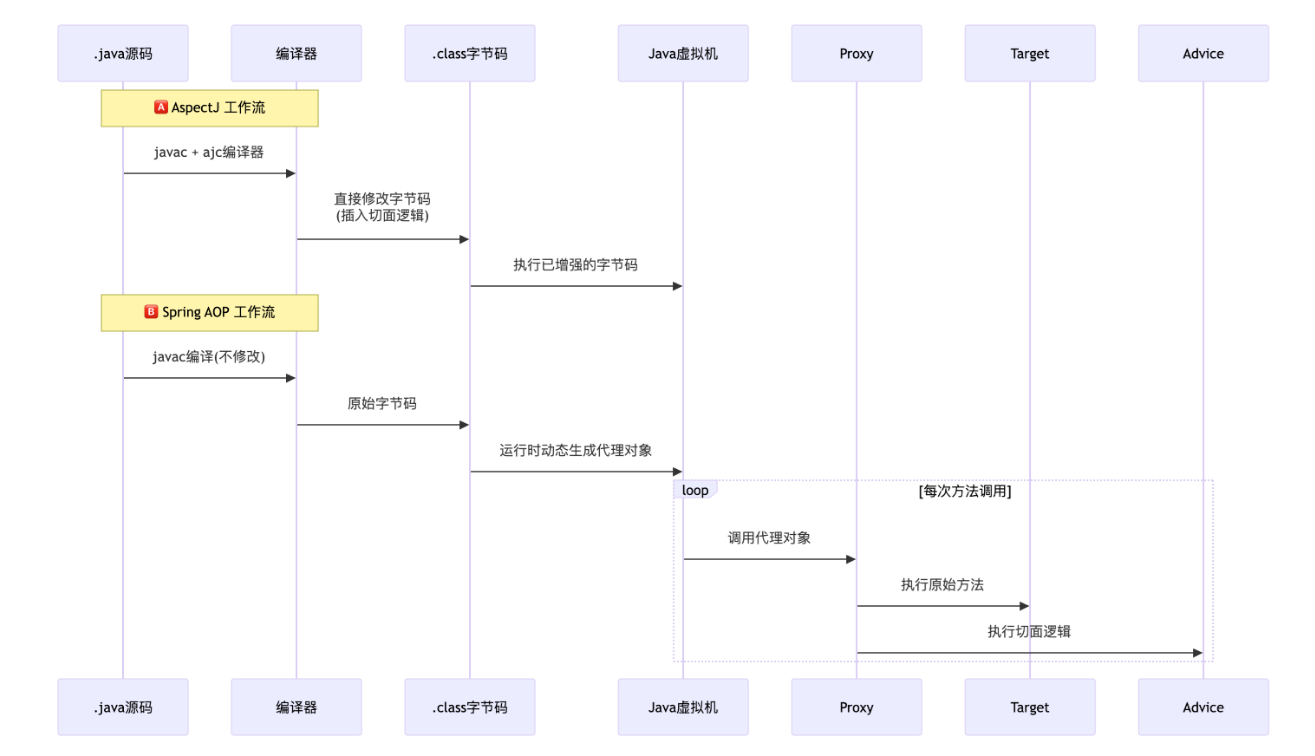 .java源码
编译器
.class字节码
Java虚拟机
Proxy
Target
Advice
🅰 AspectJ 工作流
javac + ajc编译器
直接修改字节码
(插入切面逻辑)
执行已增强的字节码
🅱 Spring AOP 工作流
javac编译(不修改)
原始字节码
运行时动态生成代理对象
loop
[每次方法调用]
调用代理对象
执行原始方法
执行切面逻辑
.java源码
编译器
.class字节码
Java虚拟机
Proxy
Target
Advice